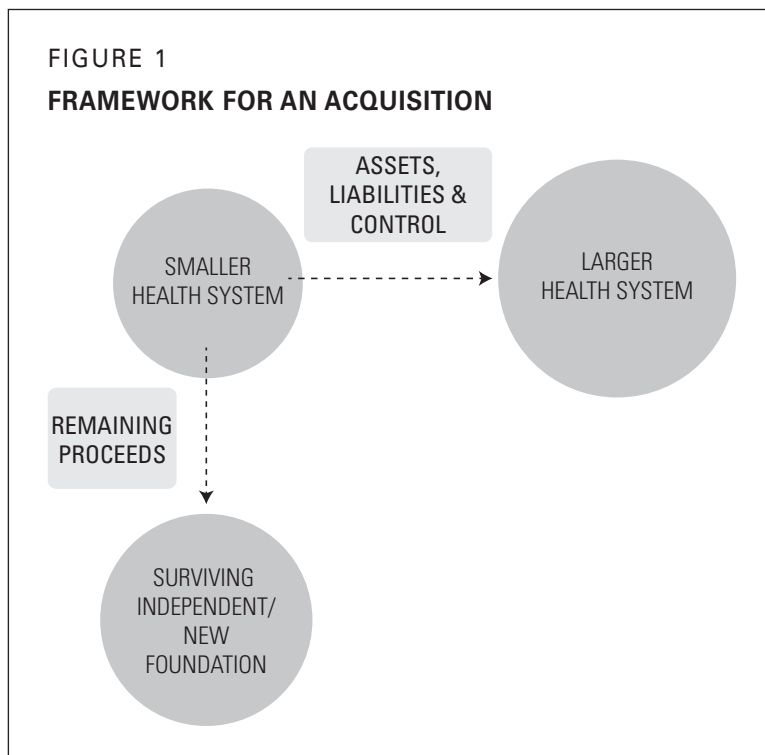 FIGURE 1
FRAMEWORK FOR AN ACQUISITION
ASSETS,
LIABILITIES &
CONTROL
SMALLER
HEALTH SYSTEM
LARGER
HEALTH SYSTEM
REMAINING
PROCEEDS
SURVIVING
INDEPENDENT/
NEW
FOUNDATION